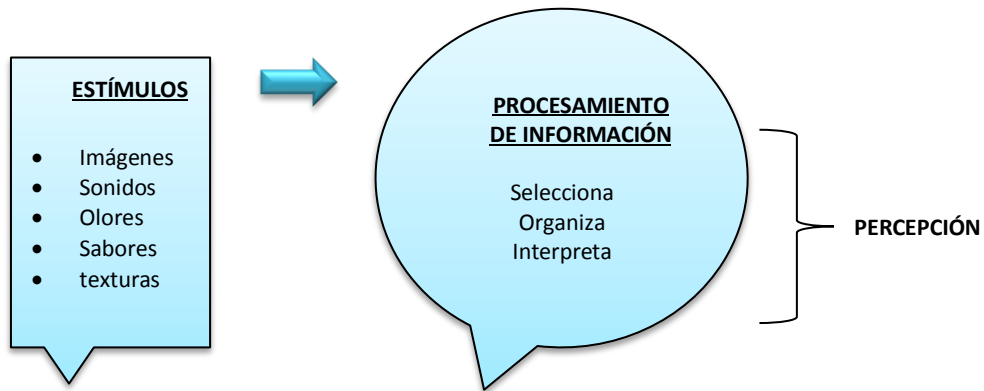 ESTÍMULOS
• Imágenes
• Sonidos
• Olores
• Sabores
• texturas
PROCESAMIENTO
DE INFORMACIÓN
Selecciona
Organiza
Interpreta
PERCEPCIÓN